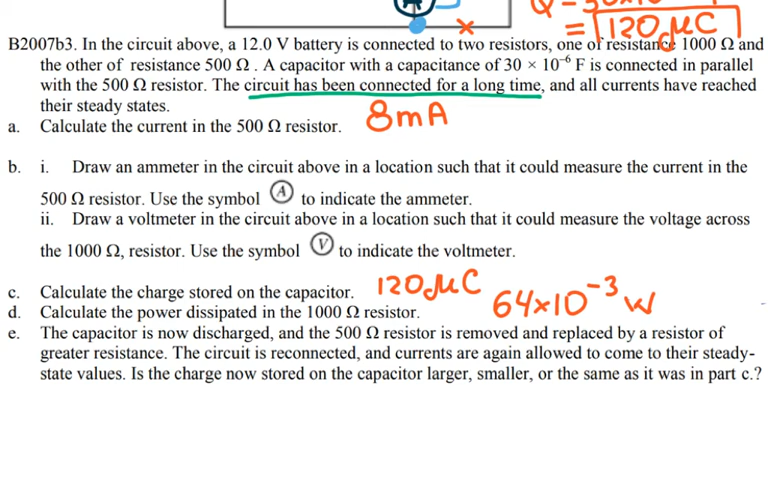 A
Q = 30×10
= 120 µC
B2007b3. In the circuit above, a 12.0 V battery is connected to two resistors, one of resistance 1000 Ω and
the other of resistance 500 Ω . A capacitor with a capacitance of 30 × 10⁻⁶ F is connected in parallel
with the 500 Ω resistor. The circuit has been connected for a long time, and all currents have reached
their steady states.
a. Calculate the current in the 500 Ω resistor. 8mA
b. i. Draw an ammeter in the circuit above in a location such that it could measure the current in the
500 Ω resistor. Use the symbol A to indicate the ammeter.
ii. Draw a voltmeter in the circuit above in a location such that it could measure the voltage across
the 1000 Ω, resistor. Use the symbol V to indicate the voltmeter.
c. Calculate the charge stored on the capacitor. 120µC
d. Calculate the power dissipated in the 1000 Ω resistor. 64×10⁻³ W
e. The capacitor is now discharged, and the 500 Ω resistor is removed and replaced by a resistor of
greater resistance. The circuit is reconnected, and currents are again allowed to come to their steady-
state values. Is the charge now stored on the capacitor larger, smaller, or the same as it was in part c.?